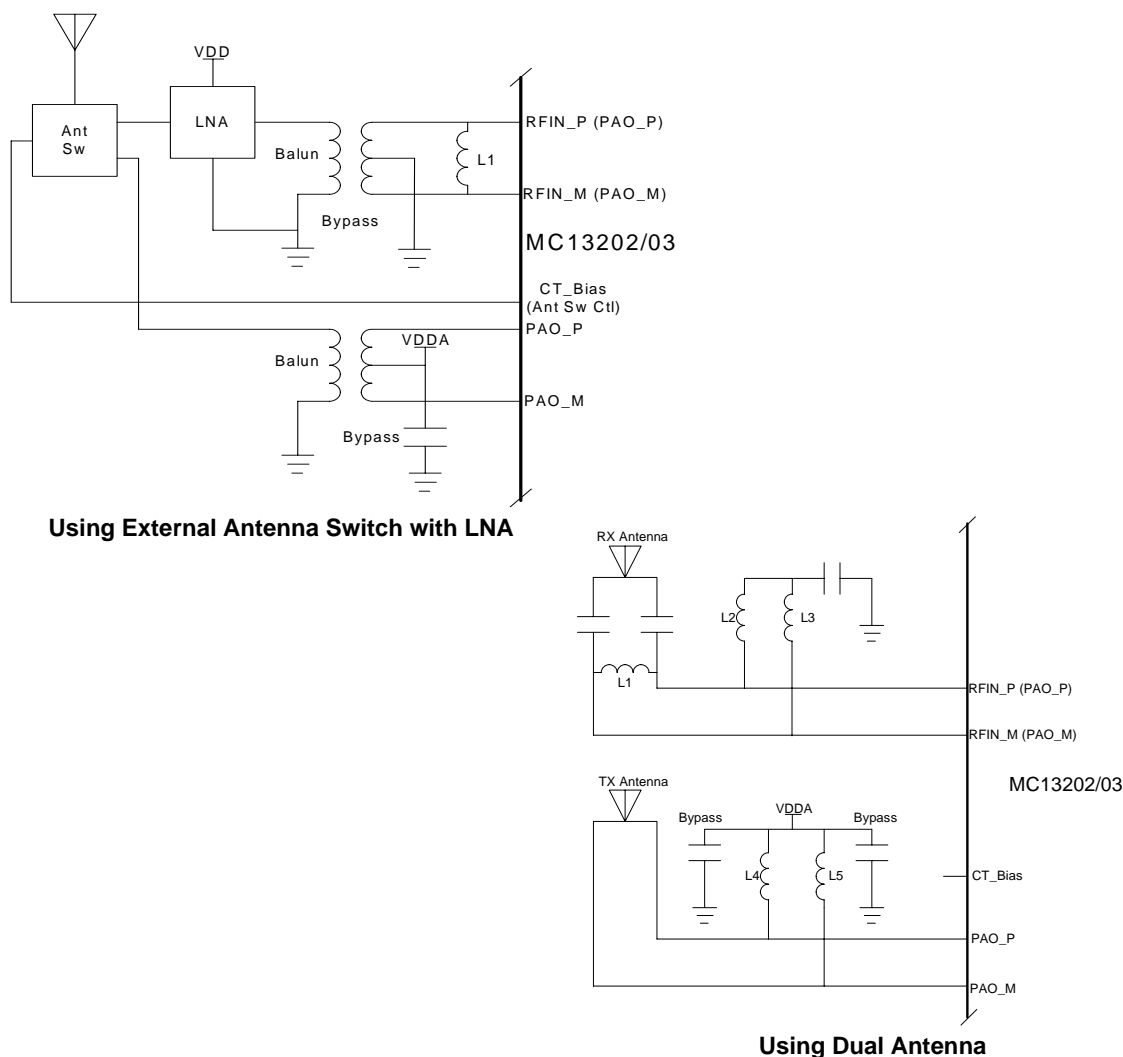 VDD
Ant
Sw
LNA
Balun
L1
RFIN_P (PAO_P)
RFIN_M (PAO_M)
Bypass
MC13202/03
CT_Bias
(Ant Sw Ctl)
PAO_P
VDDA
Balun
PAO_M
Bypass
Using External Antenna Switch with LNA
RX Antenna
L2
L3
L1
RFIN_P (PAO_P)
RFIN_M (PAO_M)
MC13202/03
TX Antenna
Bypass
VDDA
Bypass
L4
L5
CT_Bias
PAO_P
PAO_M
Using Dual Antenna